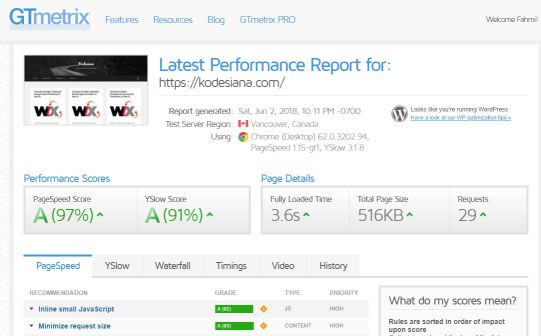 GTmetrix
Features Resources Blog GTmetrix PRO
Welcome Fahmil
Latest Performance Report for:
https://kodesiana.com/
Report generated: Sat, Jun 2, 2018, 10:11 PM -0700
Test Server Region: Vancouver, Canada
Using: Chrome (Desktop) 62.0.3202.94,
PageSpeed 1.15-gt1, YSlow 3.1.8
Looks like you're running WordPress
Have a look at our WP optimization tips »
WiX WiX WiX
Performance Scores
PageSpeed Score YSlow Score
A (97%) A (91%)
Page Details
Fully Loaded Time Total Page Size Requests
3.6s 516KB 29
PageSpeed YSlow Waterfall Timings Video History
RECOMMENDATION GRADE TYPE PRIORITY
Inline small JavaScript A (92) JS HIGH
Minimize request size A (93) CONTENT HIGH
What do my scores mean?
Rules are sorted in order of impact
upon score